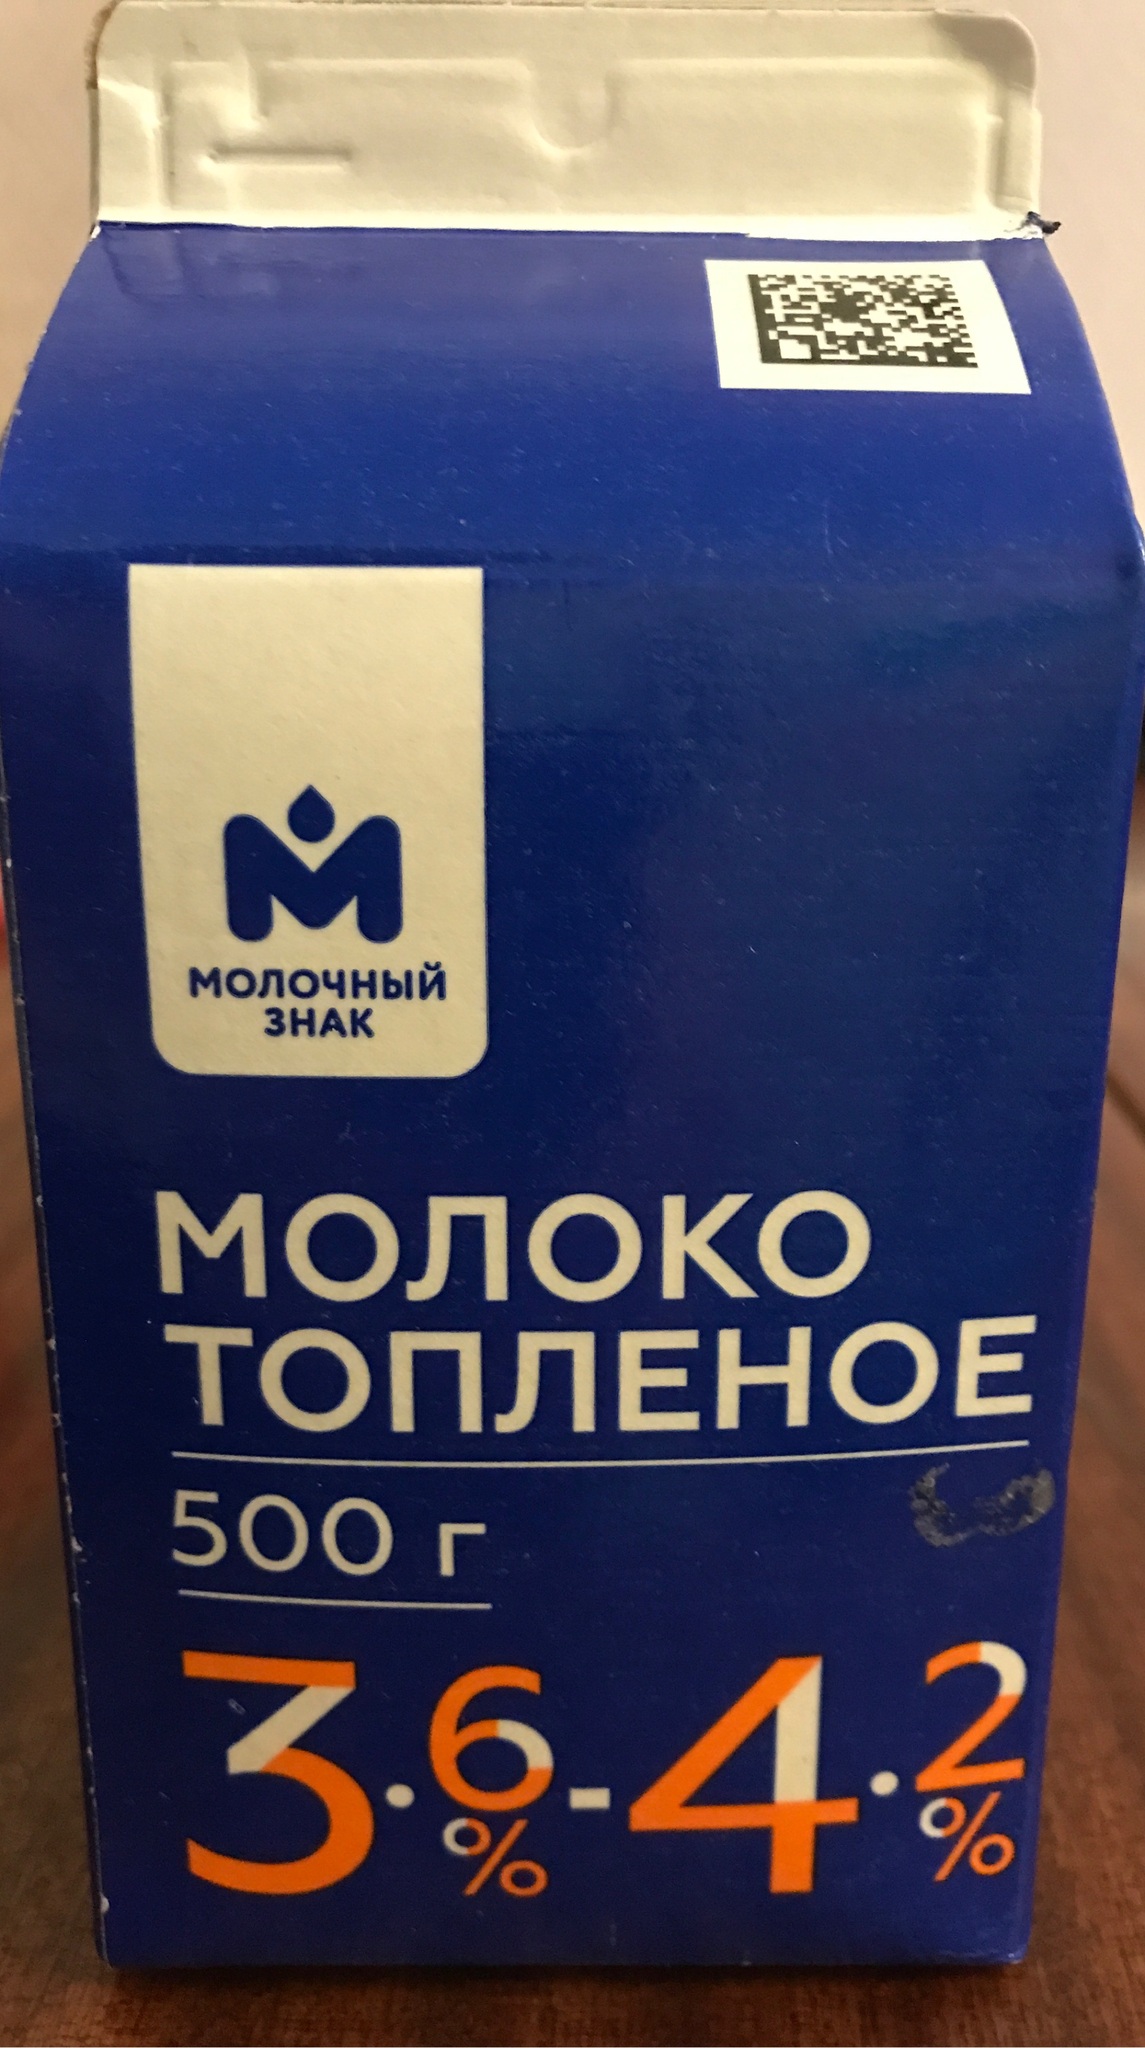 МОЛОЧНЫЙ
ЗНАК
МОЛОКО
ТОПЛЕНОЕ
500 г
3.6%-4.2%